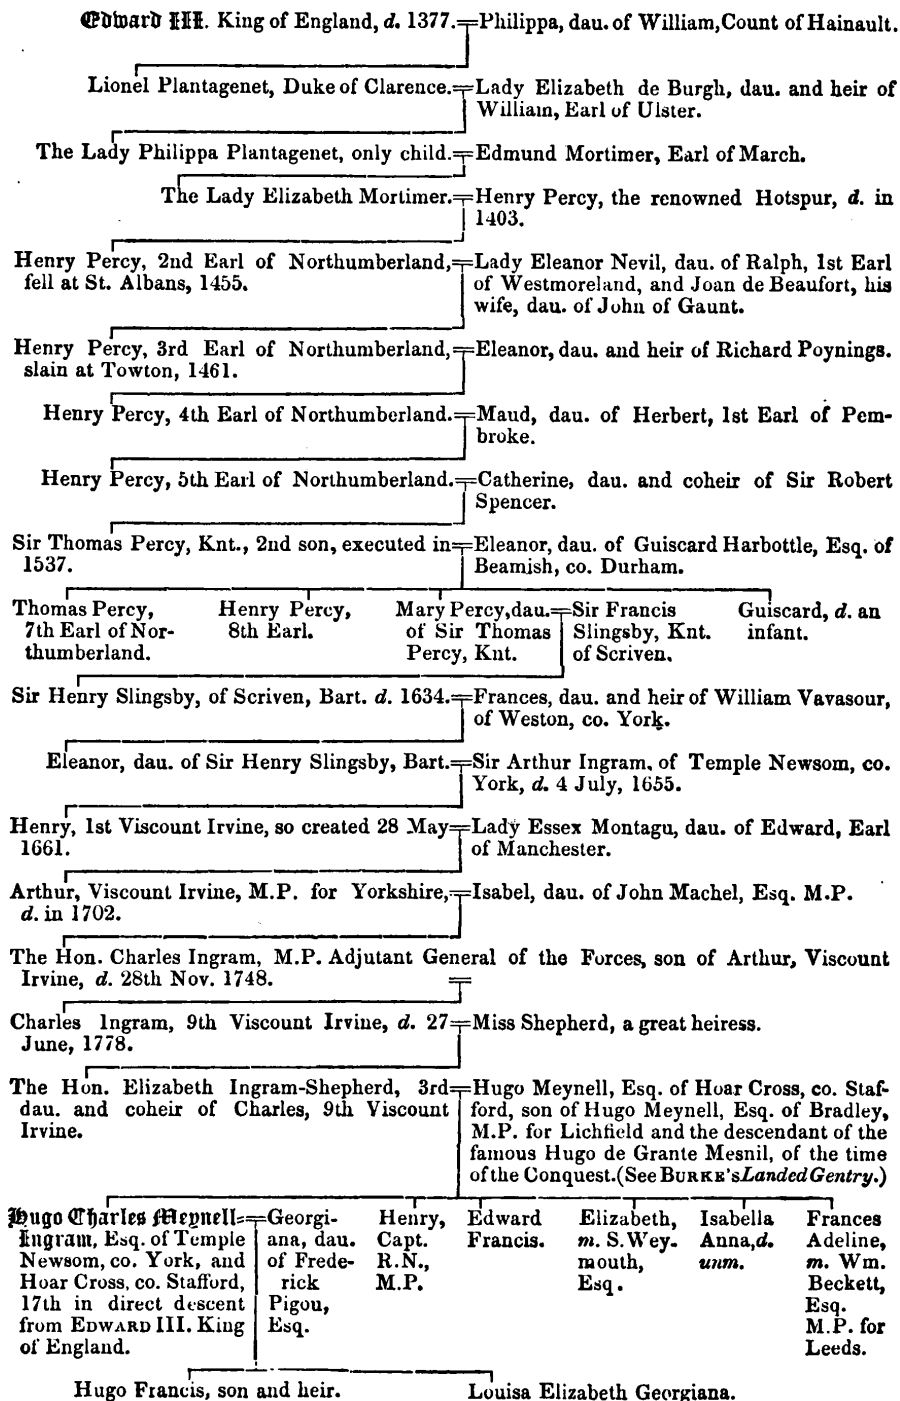 Edward III. King of England, d. 1377.=Philippa, dau. of William, Count of Hainault.
Lionel Plantagenet, Duke of Clarence.=Lady Elizabeth de Burgh, dau. and heir of
William, Earl of Ulster.
The Lady Philippa Plantagenet, only child.=Edmund Mortimer, Earl of March.
The Lady Elizabeth Mortimer.=Henry Percy, the renowned Hotspur, d. in
1403.
Henry Percy, 2nd Earl of Northumberland,=Lady Eleanor Nevil, dau. of Ralph, 1st Earl
fell at St. Albans, 1455.
of Westmoreland, and Joan de Beaufort, his
wife, dau. of John of Gaunt.
Henry Percy, 3rd Earl of Northumberland,=Eleanor, dau. and heir of Richard Poynings.
slain at Towton, 1461.
Henry Percy, 4th Earl of Northumberland.=Maud, dau. of Herbert, 1st Earl of Pem-
broke.
Henry Percy, 5th Earl of Northumberland.=Catherine, dau. and coheir of Sir Robert
Spencer.
Sir Thomas Percy, Knt., 2nd son, executed in=Eleanor, dau. of Guiscard Harbottle, Esq. of
1537.
Beamish, co. Durham.
Thomas Percy,
7th Earl of Nor-
thumberland.
Henry Percy,
8th Earl.
Mary Percy, dau.=
of Sir Thomas
Percy, Knt.
Sir Francis
Slingsby, Knt.
of Scriven.
Guiscard, d. an
infant.
Sir Henry Slingsby, of Scriven, Bart. d. 1634.=Frances, dau. and heir of William Vavasour,
of Weston, co. York.
Eleanor, dau. of Sir Henry Slingsby, Bart.=Sir Arthur Ingram, of Temple Newsom, co.
York, d. 4 July, 1655.
Henry, 1st Viscount Irvine, so created 28 May=Lady Essex Montagu, dau. of Edward, Earl
1661.
of Manchester.
Arthur, Viscount Irvine, M.P. for Yorkshire,=Isabel, dau. of John Machel, Esq. M.P.
d. in 1702.
The Hon. Charles Ingram, M.P. Adjutant General of the Forces, son of Arthur, Viscount
Irvine, d. 28th Nov. 1748. =
Charles Ingram, 9th Viscount Irvine, d. 27=Miss Shepherd, a great heiress.
June, 1778.
The Hon. Elizabeth Ingram-Shepherd, 3rd=
dau. and coheir of Charles, 9th Viscount
Irvine.
Hugo Meynell, Esq. of Hoar Cross, co. Staf-
ford, son of Hugo Meynell, Esq. of Bradley,
M.P. for Lichfield and the descendant of the
famous Hugo de Grante Mesnil, of the time
of the Conquest.(See BURKE's Landed Gentry.)
Hugo Charles Meynell=
Ingram, Esq. of Temple
Newsom, co. York, and
Hoar Cross, co. Stafford,
17th in direct descent
from EDWARD III. King
of England.
Georgi-
ana, dau.
of Frede-
rick
Pigou,
Esq.
Henry,
Capt.
R.N.,
M.P.
Edward
Francis.
Elizabeth,
m. S. Wey-
mouth,
Esq.
Isabella
Anna, d.
unm.
Frances
Adeline,
m. Wm.
Beckett,
Esq.
M.P. for
Leeds.
Hugo Francis, son and heir.
Louisa Elizabeth Georgiana.